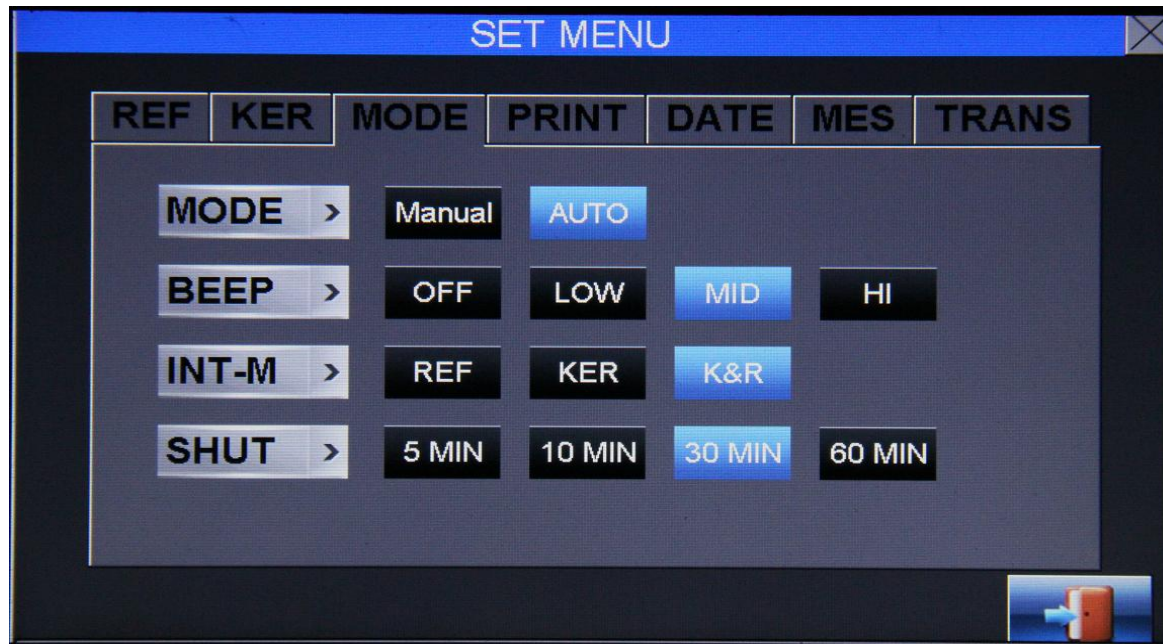 SET MENU
REF KER MODE PRINT DATE MES TRANS
MODE > Manual AUTO
BEEP > OFF LOW MID HI
INT-M > REF KER K&R
SHUT > 5 MIN 10 MIN 30 MIN 60 MIN